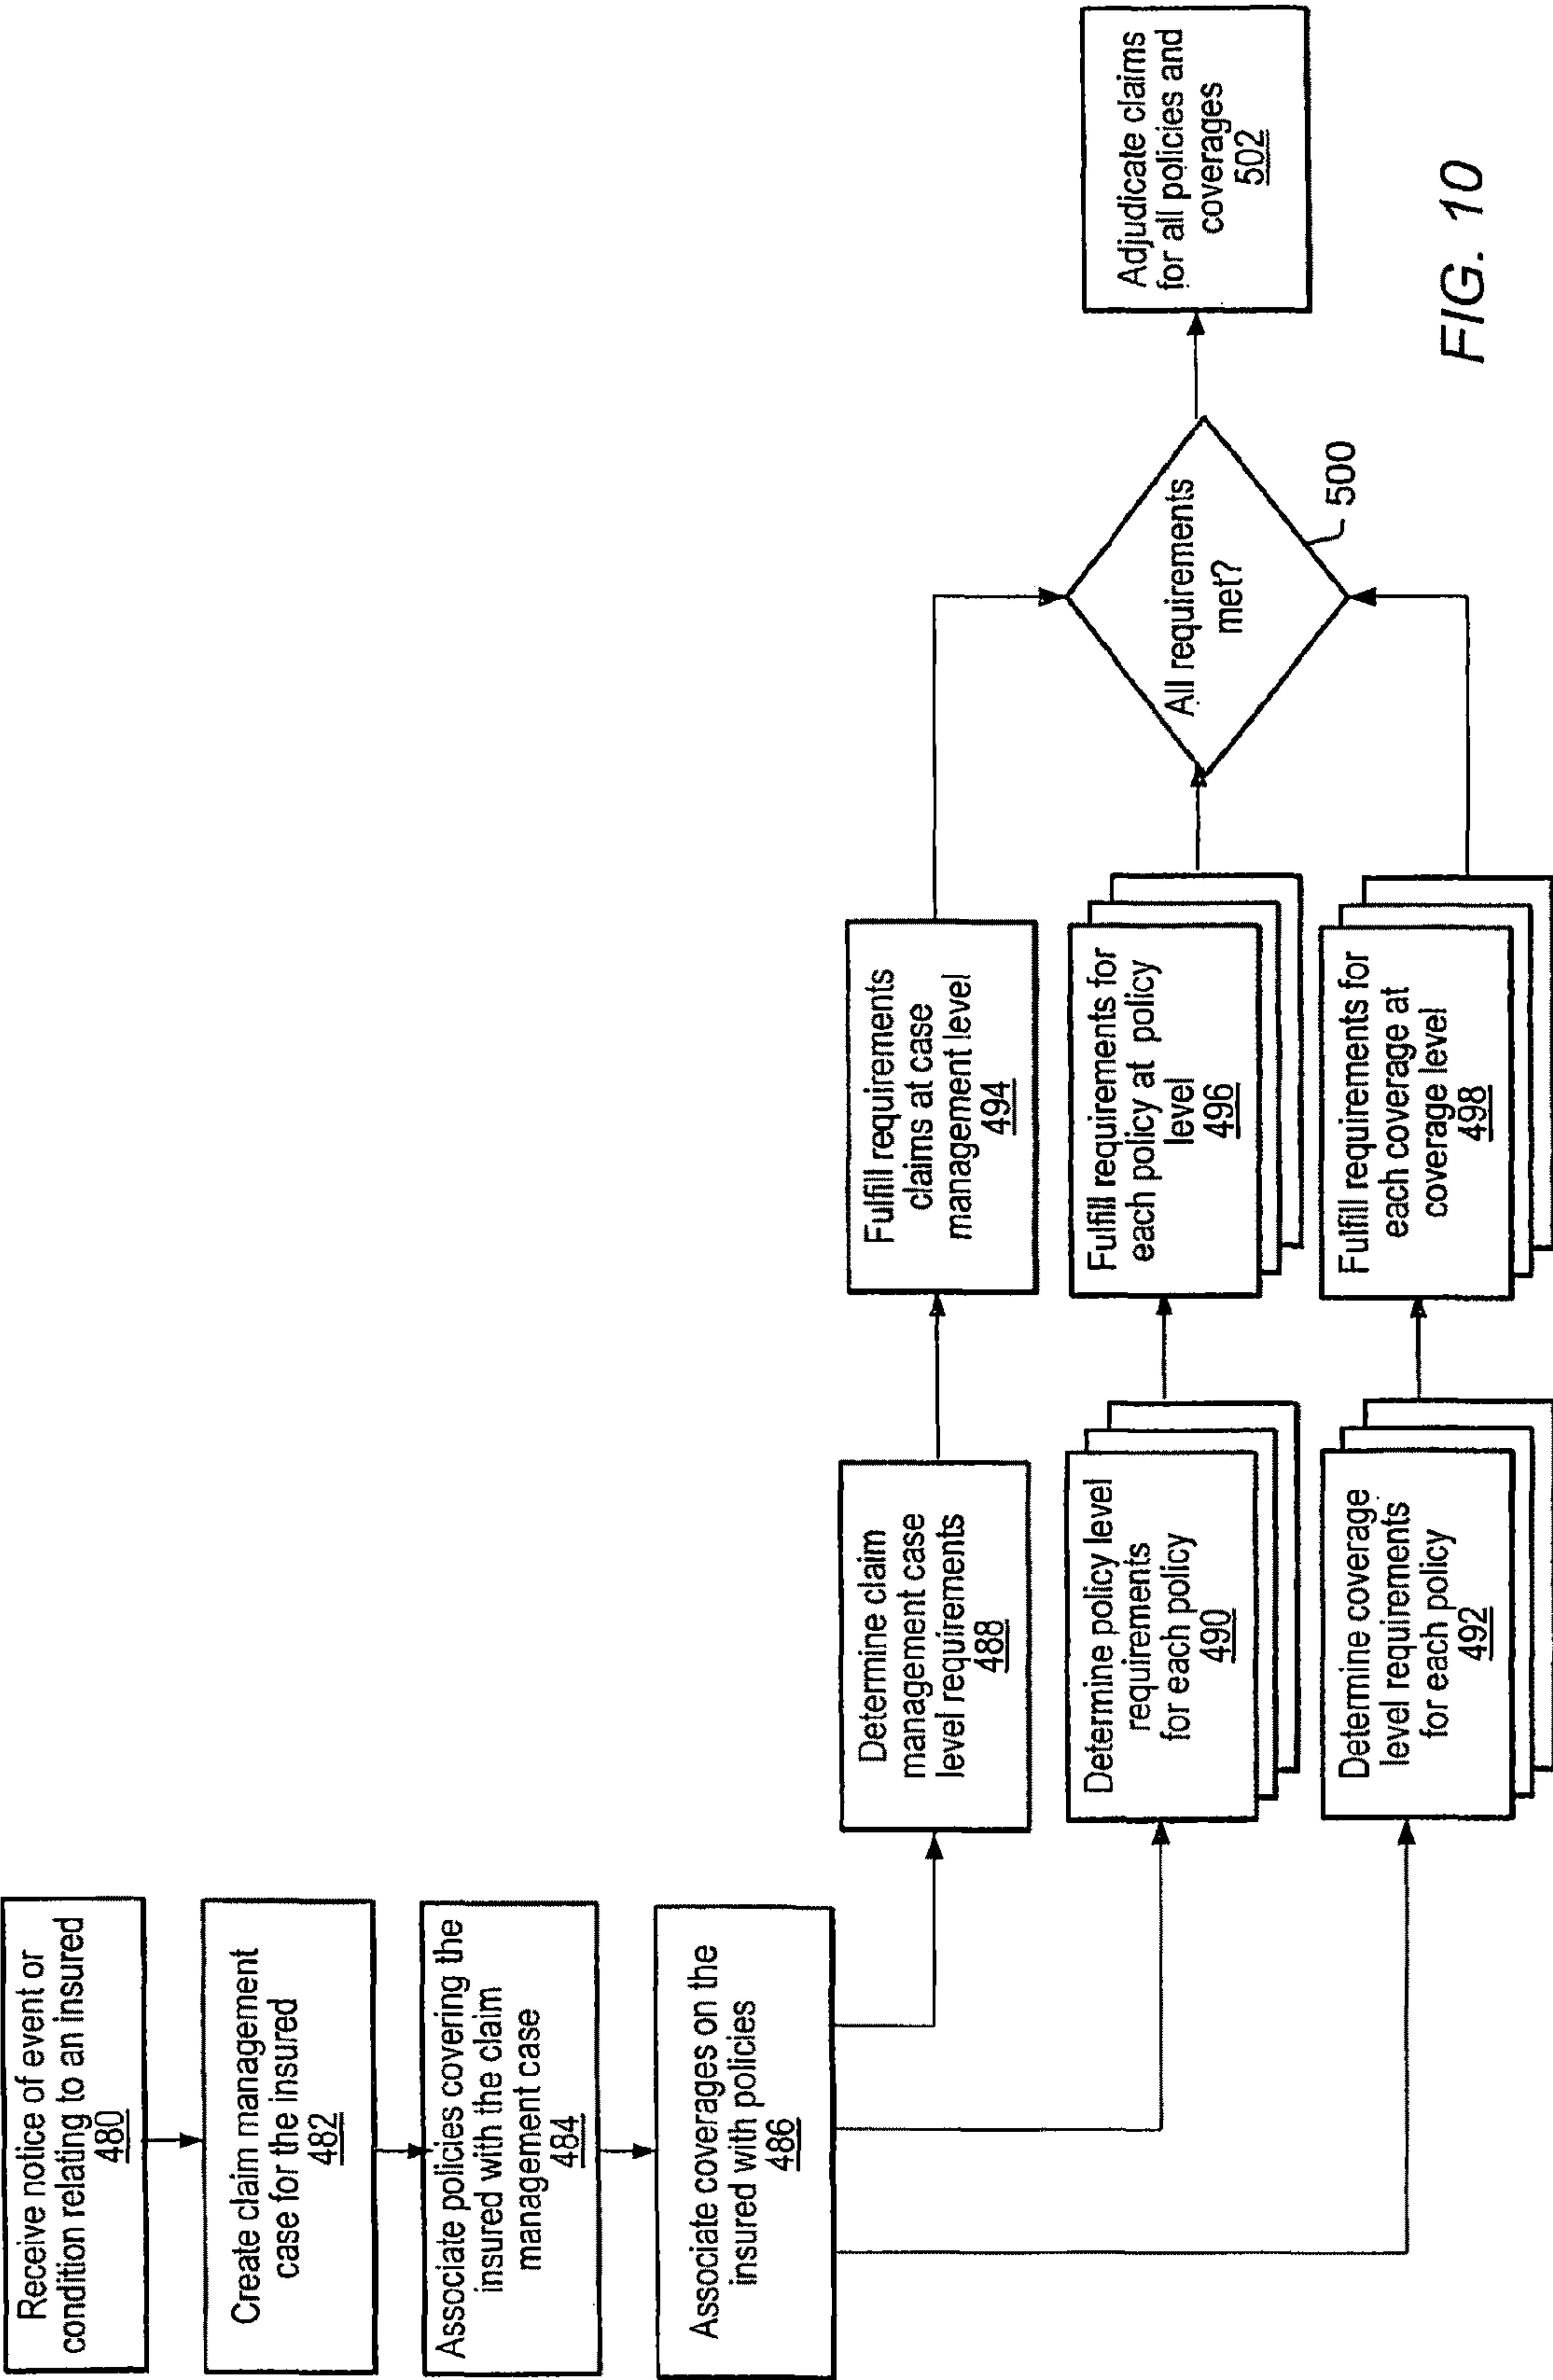 Receive notice of event or
condition relating to an insured
480
Create claim management
case for the insured
482
Associate policies covering the
insured with the claim
management case
484
Associate coverages on the
insured with policies
486
Determine claim
management case
level requirements
488
Determine policy level
requirements
for each policy
490
Determine coverage
level requirements
for each policy
492
Fulfill requirements
claims at case
management level
494
Fulfill requirements for
each policy at policy
level
496
Fulfill requirements for
each coverage at
coverage level
498
All requirements
met?
500
Adjudicate claims
for all policies and
coverages
502
FIG. 10